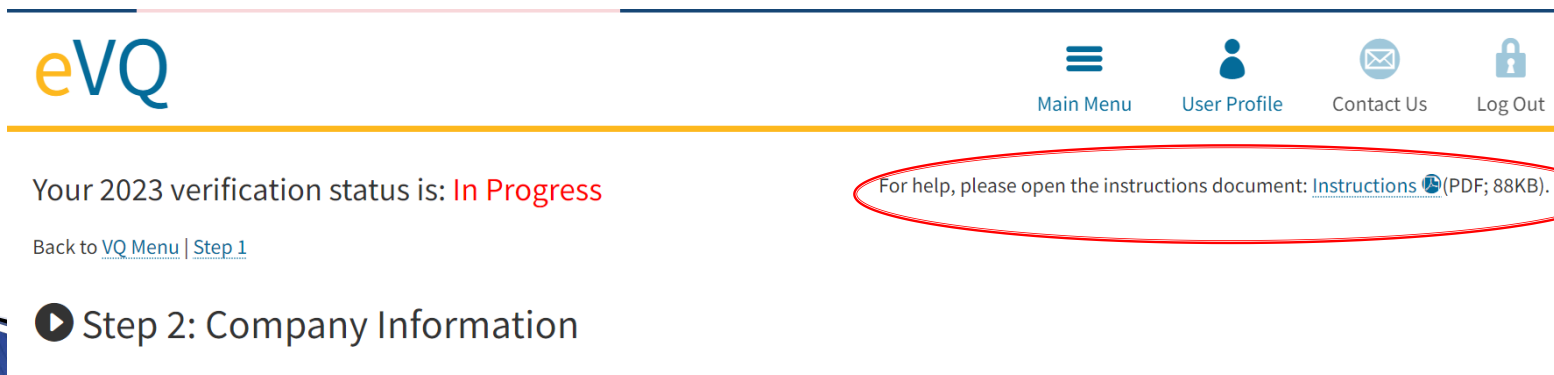 eVQ
Main Menu
User Profile
Contact Us
Log Out
Your 2023 verification status is: In Progress
For help, please open the instructions document: Instructions (PDF; 88KB).
Back to VQ Menu | Step 1
Step 2: Company Information